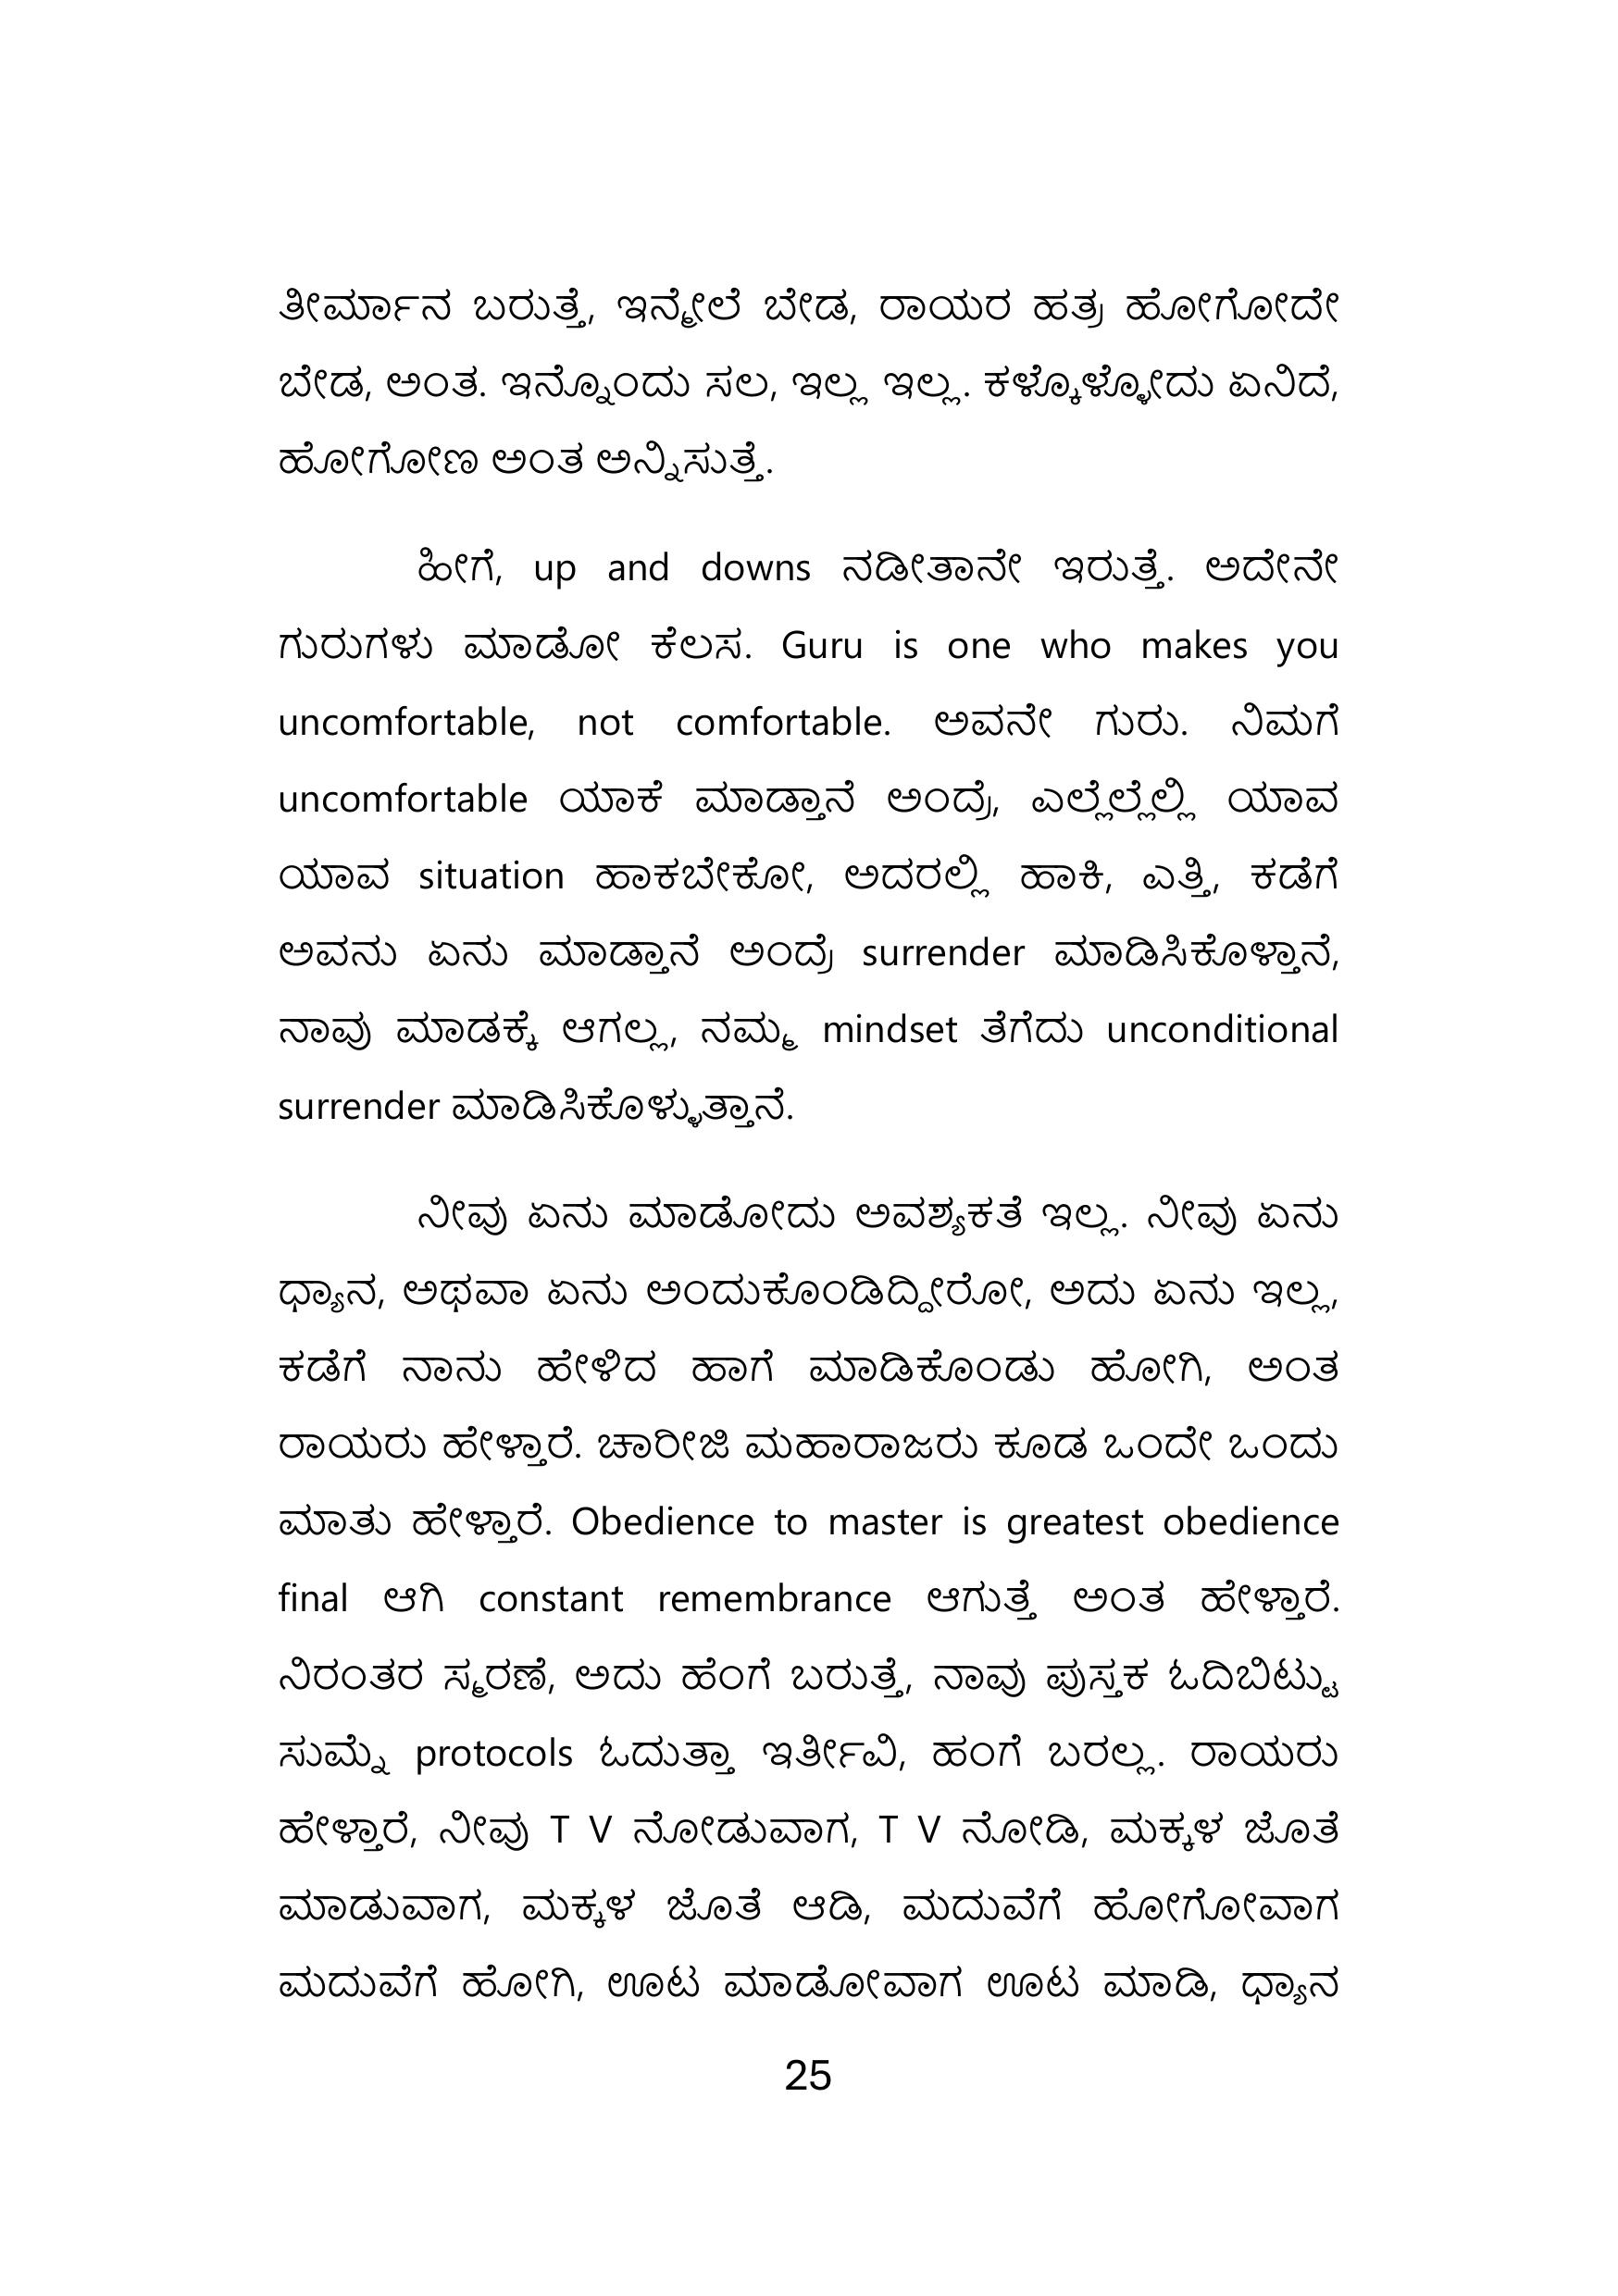 ತೀರ್ಮಾನ ಬರುತ್ತೆ, ಇನ್ಮೇಲೆ ಬೇಡ, ರಾಯರ ಹತ್ರ ಹೋಗೋದೇ
ಬೇಡ, ಅಂತ. ಇನ್ನೊಂದು ಸಲ, ಇಲ್ಲ ಇಲ್ಲ. ಕಳ್ಕೊಳ್ಳೋದು ಏನಿದೆ,
ಹೋಗೋಣ ಅಂತ ಅನ್ನಿಸುತ್ತೆ.
ಹೀಗೆ, up and downs ನಡೀತಾನೇ ಇರುತ್ತೆ. ಅದೇನೇ
ಗುರುಗಳು ಮಾಡೋ ಕೆಲಸ. Guru is one who makes you
uncomfortable, not comfortable. ಅವನೇ ಗುರು. ನಿಮಗೆ
uncomfortable ಯಾಕೆ ಮಾಡ್ತಾನೆ ಅಂದ್ರೆ, ಎಲ್ಲೆಲ್ಲೆಲ್ಲಿ ಯಾವ
ಯಾವ situation ಹಾಕಬೇಕೋ, ಅದರಲ್ಲಿ ಹಾಕಿ, ಎತ್ತಿ, ಕಡೆಗೆ
ಅವನು ಏನು ಮಾಡ್ತಾನೆ ಅಂದ್ರೆ surrender ಮಾಡಿಸಿಕೊಳ್ತಾನೆ,
ನಾವು ಮಾಡಕ್ಕೆ ಆಗಲ್ಲ, ನಮ್ಮ mindset ತೆಗೆದು unconditional
surrender ಮಾಡಿಸಿಕೊಳ್ಳುತ್ತಾನೆ.
ನೀವು ಏನು ಮಾಡೋದು ಅವಶ್ಯಕತೆ ಇಲ್ಲ. ನೀವು ಏನು
ಧ್ಯಾನ, ಅಥವಾ ಏನು ಅಂದುಕೊಂಡಿದ್ದೀರೋ, ಅದು ಏನು ಇಲ್ಲ,
ಕಡೆಗೆ ನಾನು ಹೇಳಿದ ಹಾಗೆ ಮಾಡಿಕೊಂಡು ಹೋಗಿ, ಅಂತ
ರಾಯರು ಹೇಳ್ತಾರೆ. ಚಾರೀಜಿ ಮಹಾರಾಜರು ಕೂಡ ಒಂದೇ ಒಂದು
ಮಾತು ಹೇಳ್ತಾರೆ. Obedience to master is greatest obedience
final ಆಗಿ constant remembrance ಆಗುತ್ತೆ ಅಂತ ಹೇಳ್ತಾರೆ.
ನಿರಂತರ ಸ್ಮರಣೆ, ಅದು ಹೆಂಗೆ ಬರುತ್ತೆ, ನಾವು ಪುಸ್ತಕ ಓದಿಬಿಟ್ಟು
ಸುಮ್ನೆ protocols ಓದುತ್ತಾ ಇರ್ತೀವಿ, ಹಂಗೆ ಬರಲ್ಲ. ರಾಯರು
ಹೇಳ್ತಾರೆ, ನೀವು T V ನೋಡುವಾಗ, T V ನೋಡಿ, ಮಕ್ಕಳ ಜೊತೆ
ಮಾಡುವಾಗ, ಮಕ್ಕಳ ಜೊತೆ ಆಡಿ, ಮದುವೆಗೆ ಹೋಗೋವಾಗ
ಮದುವೆಗೆ ಹೋಗಿ, ಊಟ ಮಾಡೋವಾಗ ಊಟ ಮಾಡಿ, ಧ್ಯಾನ
25